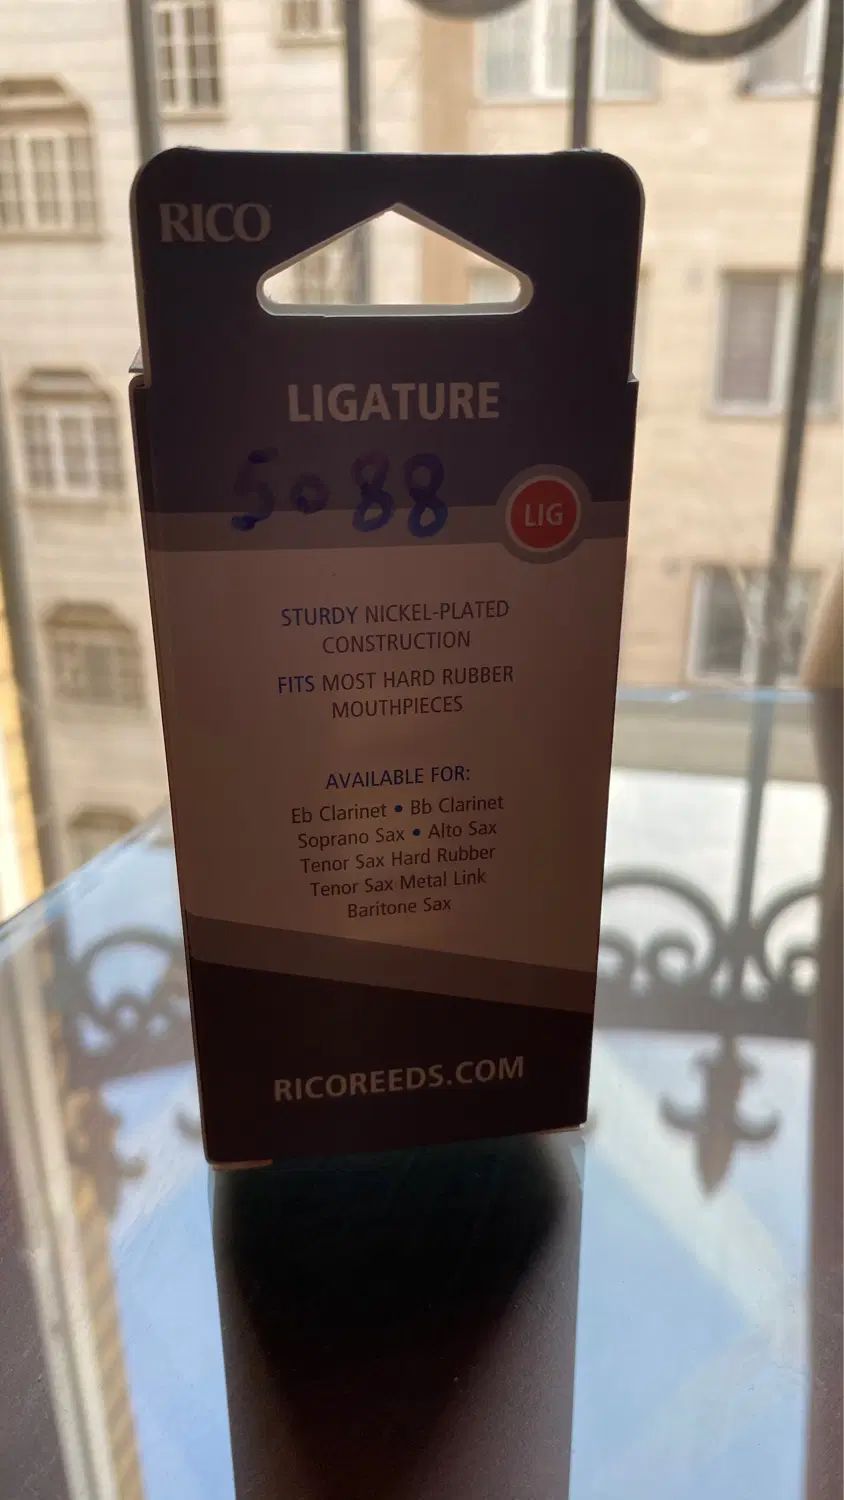 RICO
LIGATURE
5088
LIG
STURDY NICKEL-PLATED
CONSTRUCTION
FITS MOST HARD RUBBER
MOUTHPIECES
AVAILABLE FOR:
Eb Clarinet • Bb Clarinet
Soprano Sax • Alto Sax
Tenor Sax Hard Rubber
Tenor Sax Metal Link
Baritone Sax
RICOREEDS.COM